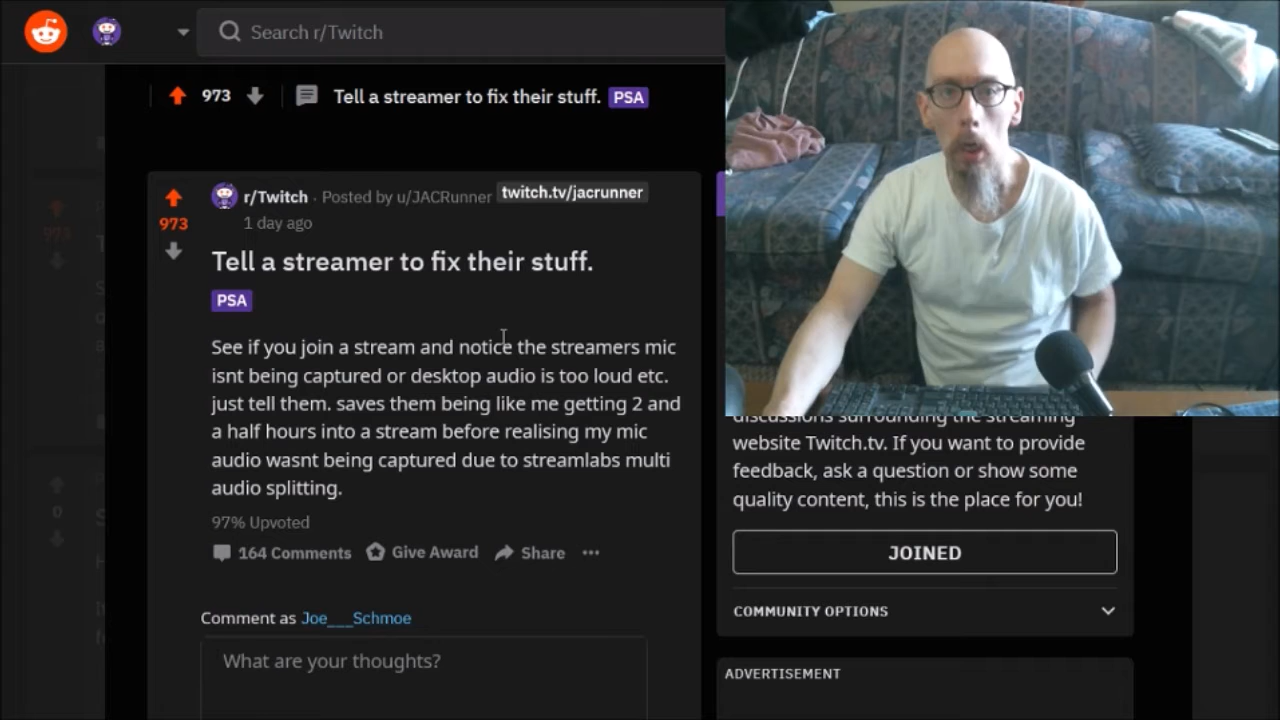 Search r/Twitch
973 Tell a streamer to fix their stuff. PSA
r/Twitch · Posted by u/JACRunner twitch.tv/jacrunner
1 day ago
973
Tell a streamer to fix their stuff.
PSA
See if you join a stream and notice the streamers mic
isnt being captured or desktop audio is too loud etc.
just tell them. saves them being like me getting 2 and
a half hours into a stream before realising my mic
audio wasnt being captured due to streamlabs multi
audio splitting.
97% Upvoted
164 Comments Give Award Share
Comment as Joe___Schmoe
What are your thoughts?
discussions surrounding the streaming
website Twitch.tv. If you want to provide
feedback, ask a question or show some
quality content, this is the place for you!
JOINED
COMMUNITY OPTIONS
ADVERTISEMENT